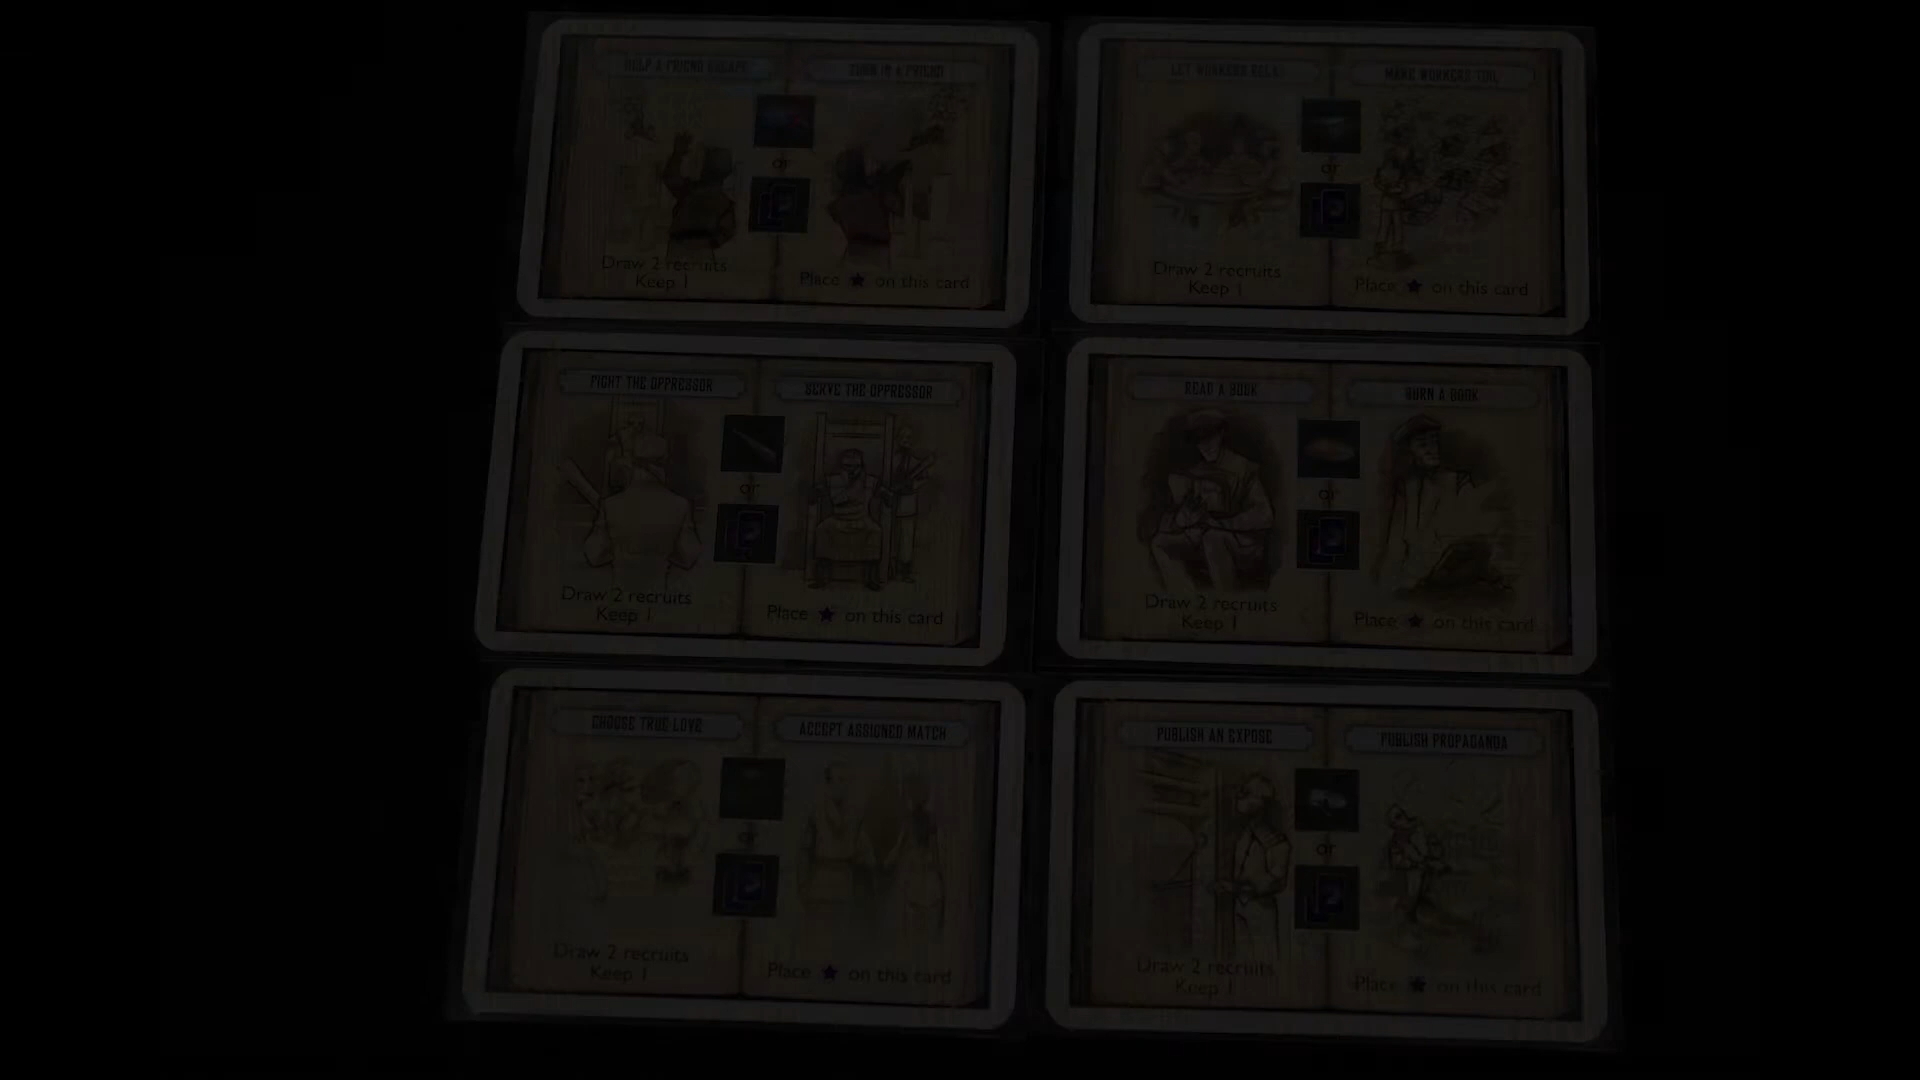 HELP A FRIEND ESCAPE
TURN IN A FRIEND
or
Draw 2 recruits
Keep 1
Place ★ on this card
LET WORKERS RELAX
MAKE WORKERS TOIL
or
Draw 2 recruits
Keep 1
Place ★ on this card
FIGHT THE OPPRESSOR
SERVE THE OPPRESSOR
or
Draw 2 recruits
Keep 1
Place ★ on this card
READ A BOOK
BURN A BOOK
or
Draw 2 recruits
Keep 1
Place ★ on this card
CHOOSE TRUE LOVE
ACCEPT ASSIGNED MATCH
or
Draw 2 recruits
Keep 1
Place ★ on this card
PUBLISH AN EXPOSE
PUBLISH PROPAGANDA
or
Draw 2 recruits
Keep 1
Place ★ on this card